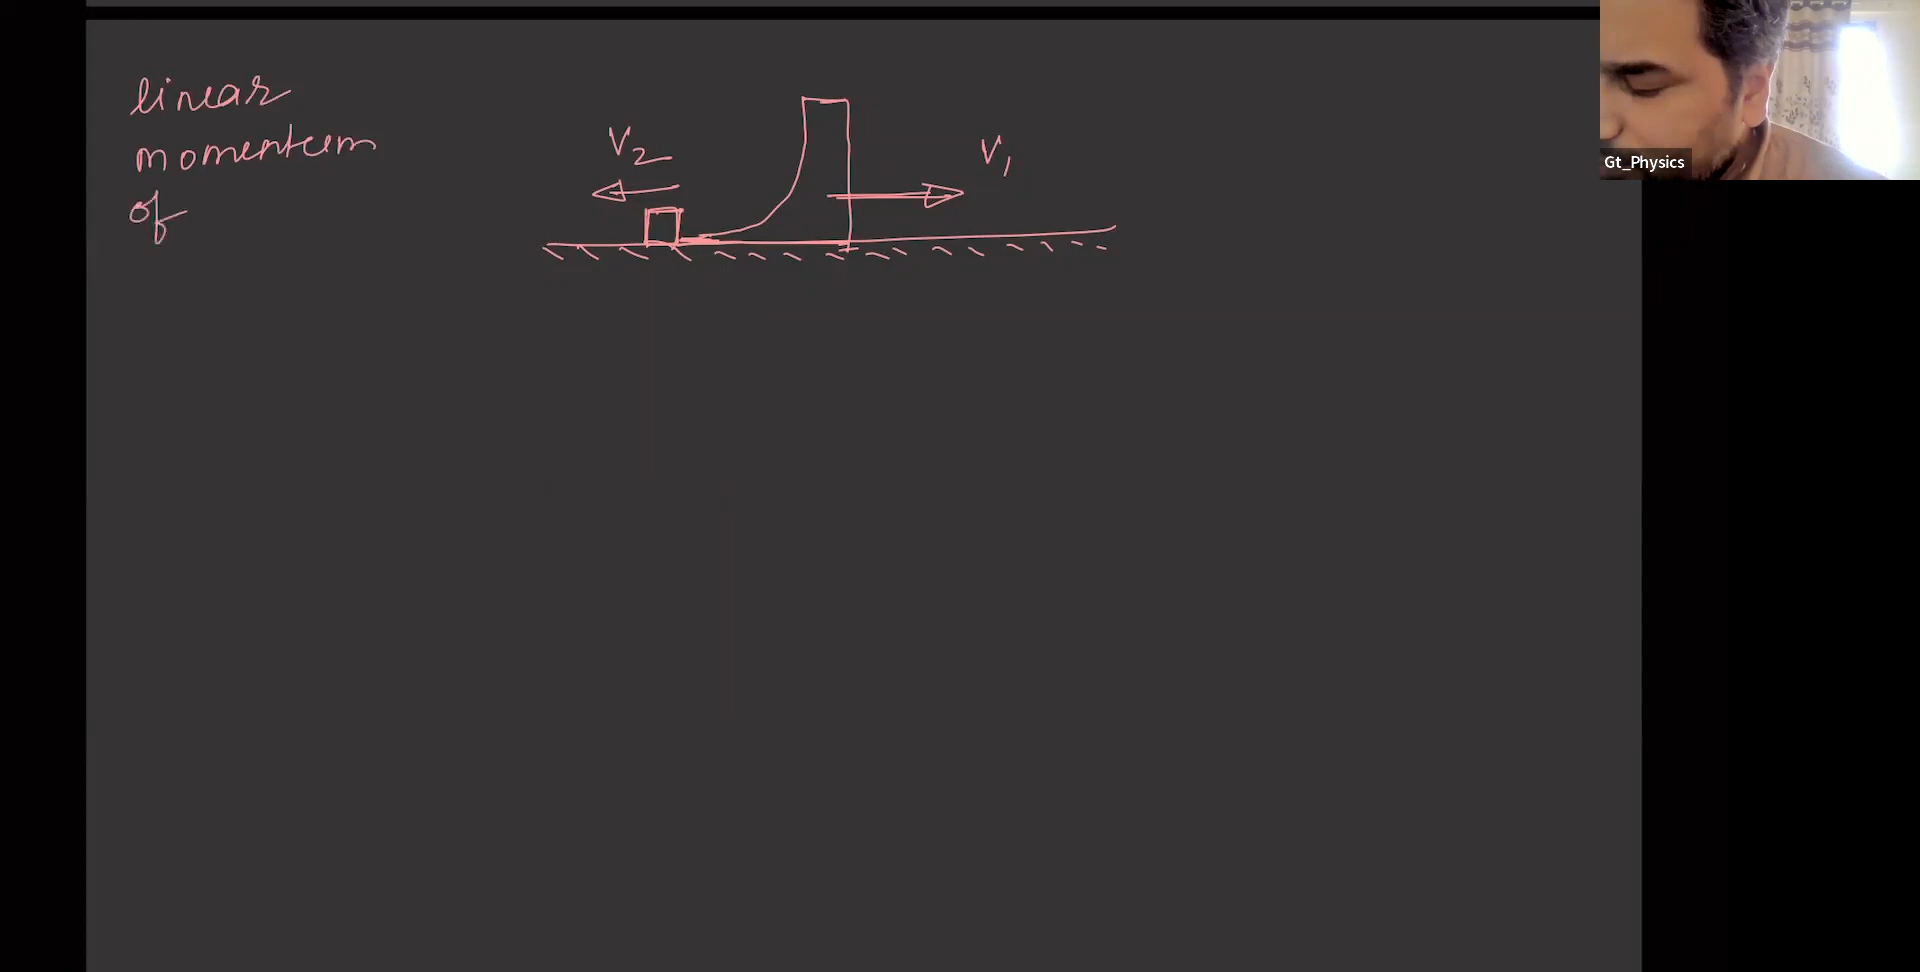 linear
momentum
of
V2
V1
Gt_Physics